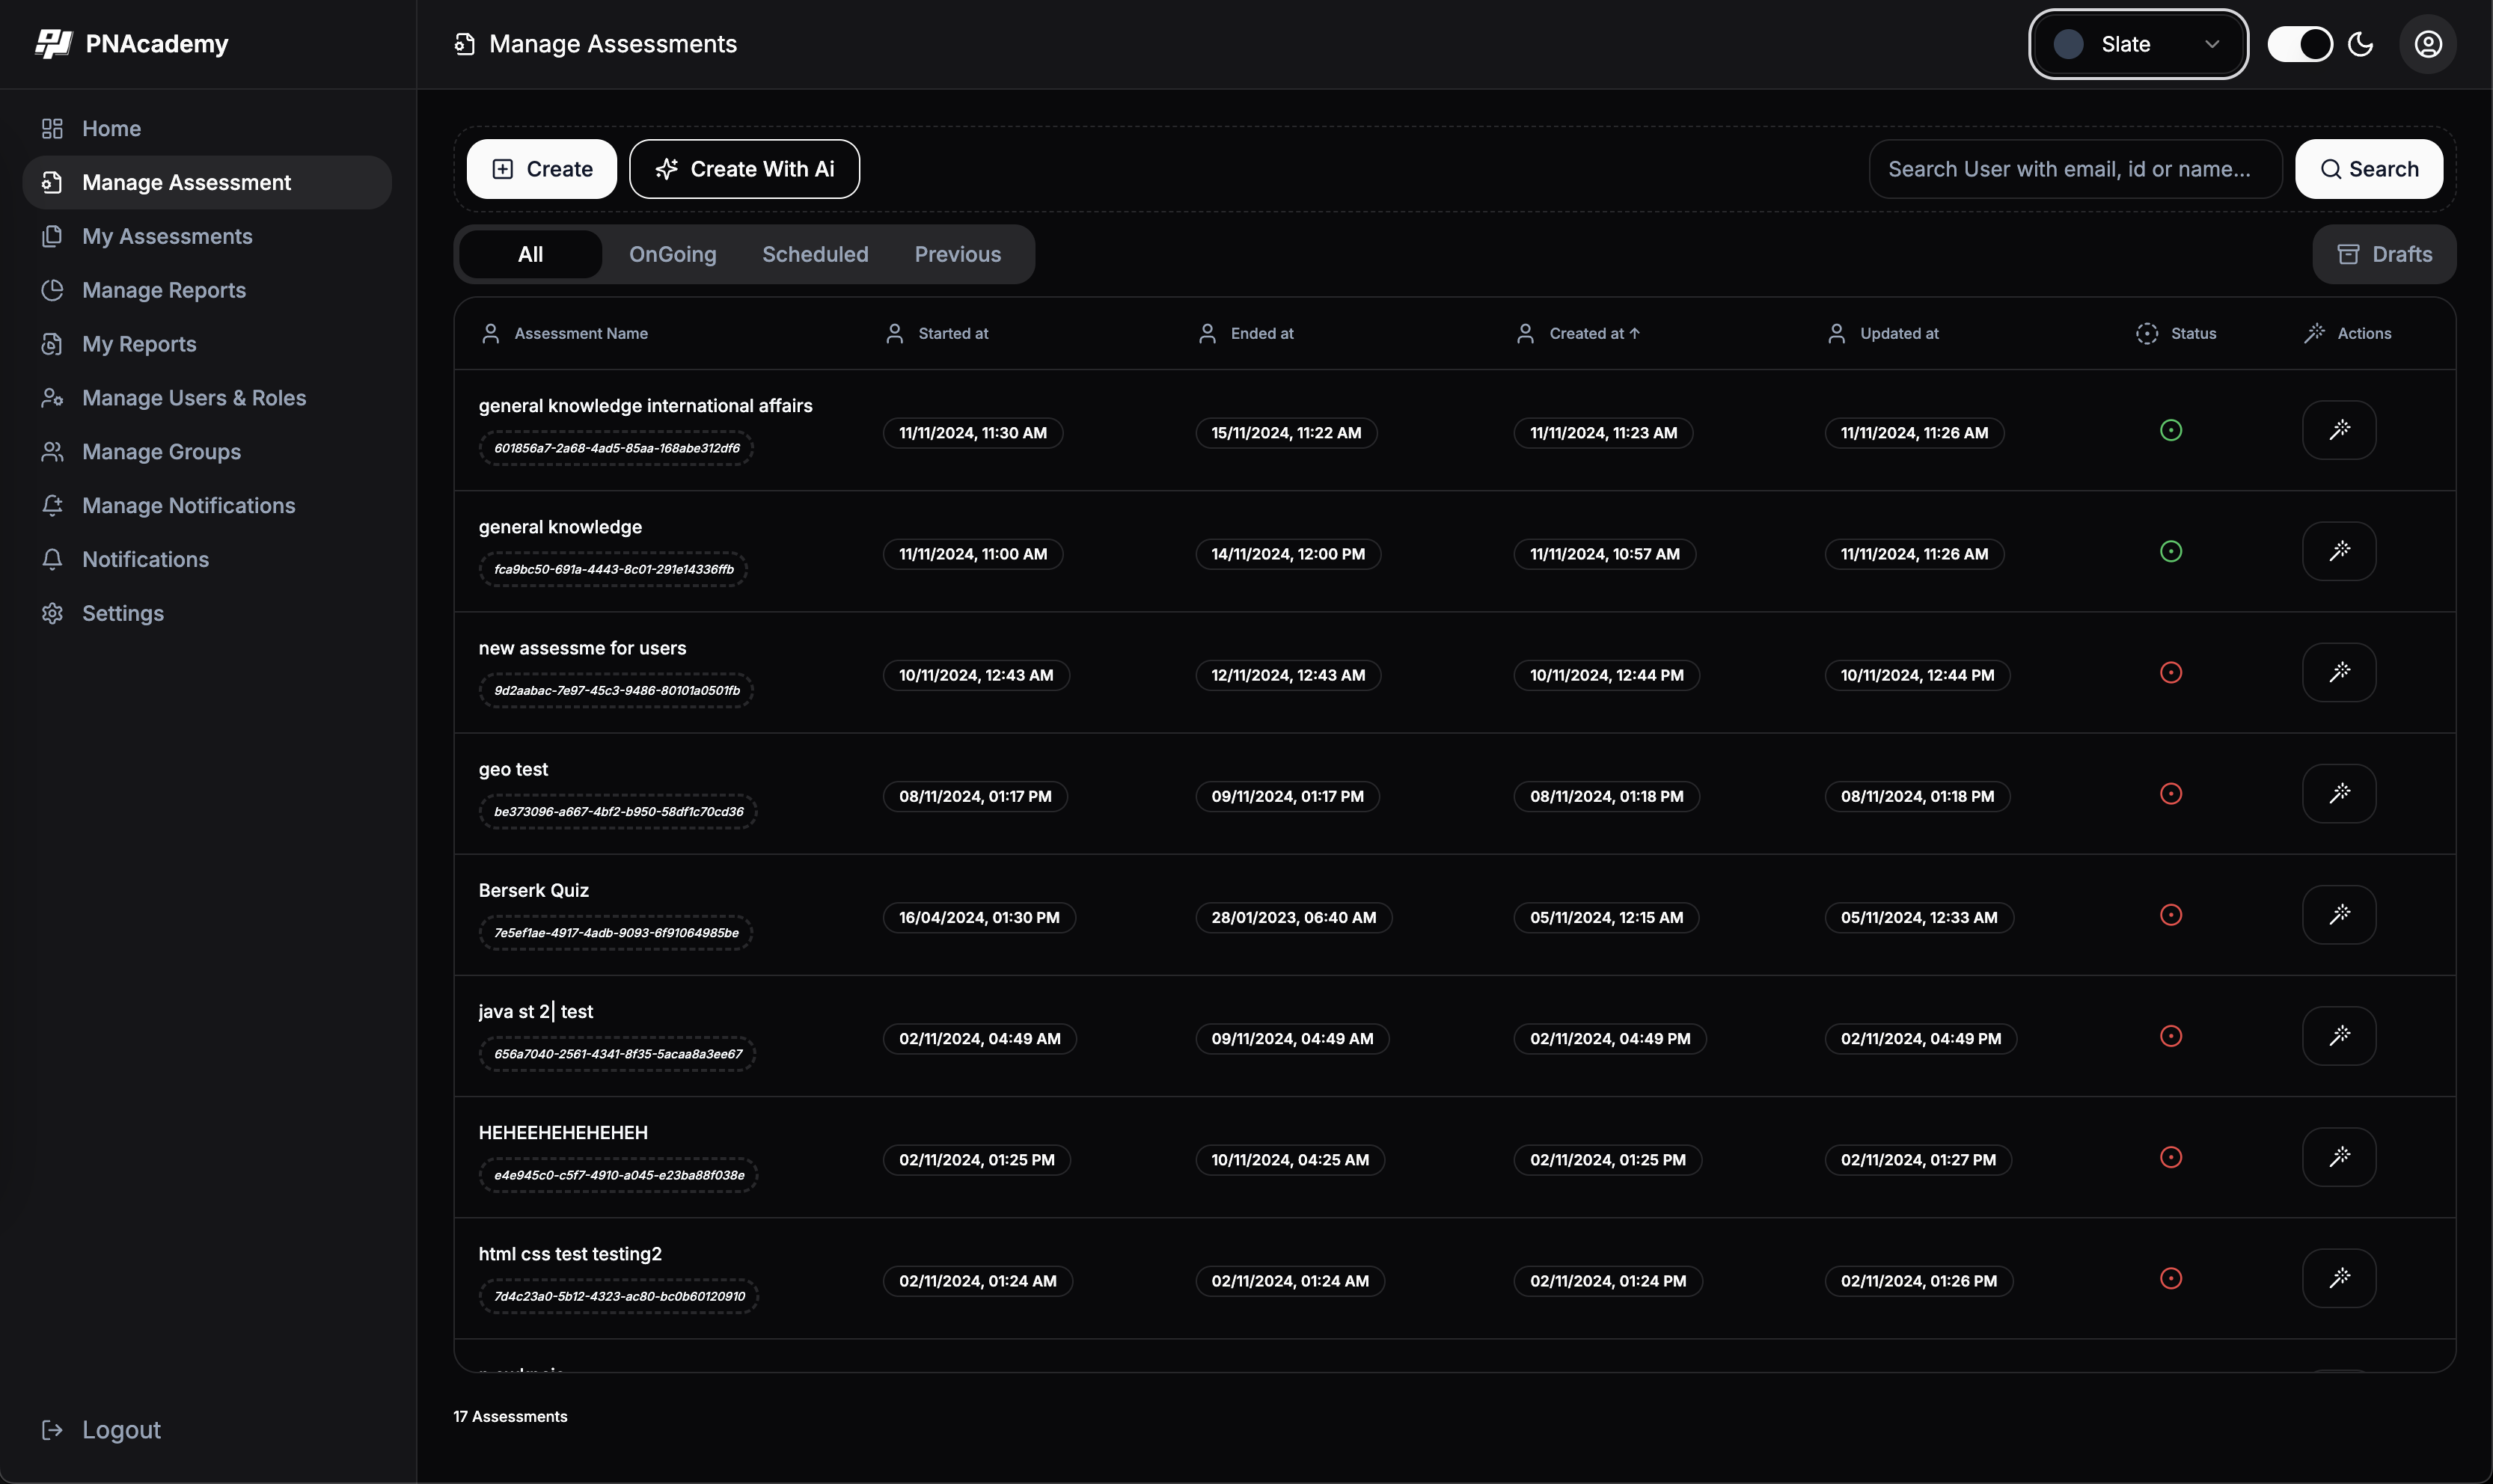 PNAcademy
Manage Assessments
Slate
Home
Manage Assessment
My Assessments
Manage Reports
My Reports
Manage Users & Roles
Manage Groups
Manage Notifications
Notifications
Settings
Logout
Create
Create With Ai
Search User with email, id or name...
Search
All OnGoing Scheduled Previous
Drafts
Assessment Name Started at Ended at Created at ↑ Updated at Status Actions
general knowledge international affairs
601856a7-2a68-4ad5-85aa-168abe312df6
11/11/2024, 11:30 AM 15/11/2024, 11:22 AM 11/11/2024, 11:23 AM 11/11/2024, 11:26 AM
general knowledge
fca9bc50-691a-4443-8c01-291e14336ffb
11/11/2024, 11:00 AM 14/11/2024, 12:00 PM 11/11/2024, 10:57 AM 11/11/2024, 11:26 AM
new assessme for users
9d2aabac-7e97-45c3-9486-80101a0501fb
10/11/2024, 12:43 AM 12/11/2024, 12:43 AM 10/11/2024, 12:44 PM 10/11/2024, 12:44 PM
geo test
be373096-a667-4bf2-b950-58df1c70cd36
08/11/2024, 01:17 PM 09/11/2024, 01:17 PM 08/11/2024, 01:18 PM 08/11/2024, 01:18 PM
Berserk Quiz
7e5ef1ae-4917-4adb-9093-6f91064985be
16/04/2024, 01:30 PM 28/01/2023, 06:40 AM 05/11/2024, 12:15 AM 05/11/2024, 12:33 AM
java st 2| test
656a7040-2561-4341-8f35-5acaa8a3ee67
02/11/2024, 04:49 AM 09/11/2024, 04:49 AM 02/11/2024, 04:49 PM 02/11/2024, 04:49 PM
HEHEEHEHEHEHEH
e4e945c0-c5f7-4910-a045-e23ba88f038e
02/11/2024, 01:25 PM 10/11/2024, 04:25 AM 02/11/2024, 01:25 PM 02/11/2024, 01:27 PM
html css test testing2
7d4c23a0-5b12-4323-ac80-bc0b60120910
02/11/2024, 01:24 AM 02/11/2024, 01:24 AM 02/11/2024, 01:24 PM 02/11/2024, 01:26 PM
17 Assessments